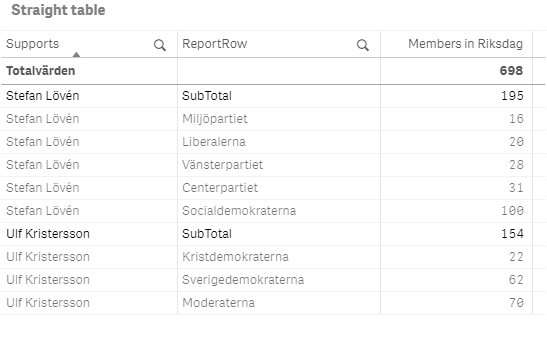 Straight table
Supports ReportRow Members in Riksdag
Totalvärden 698
Stefan Lövén SubTotal 195
Stefan Lövén Miljöpartiet 16
Stefan Lövén Liberalerna 20
Stefan Lövén Vänsterpartiet 28
Stefan Lövén Centerpartiet 31
Stefan Lövén Socialdemokraterna 100
Ulf Kristersson SubTotal 154
Ulf Kristersson Kristdemokraterna 22
Ulf Kristersson Sverigedemokraterna 62
Ulf Kristersson Moderaterna 70